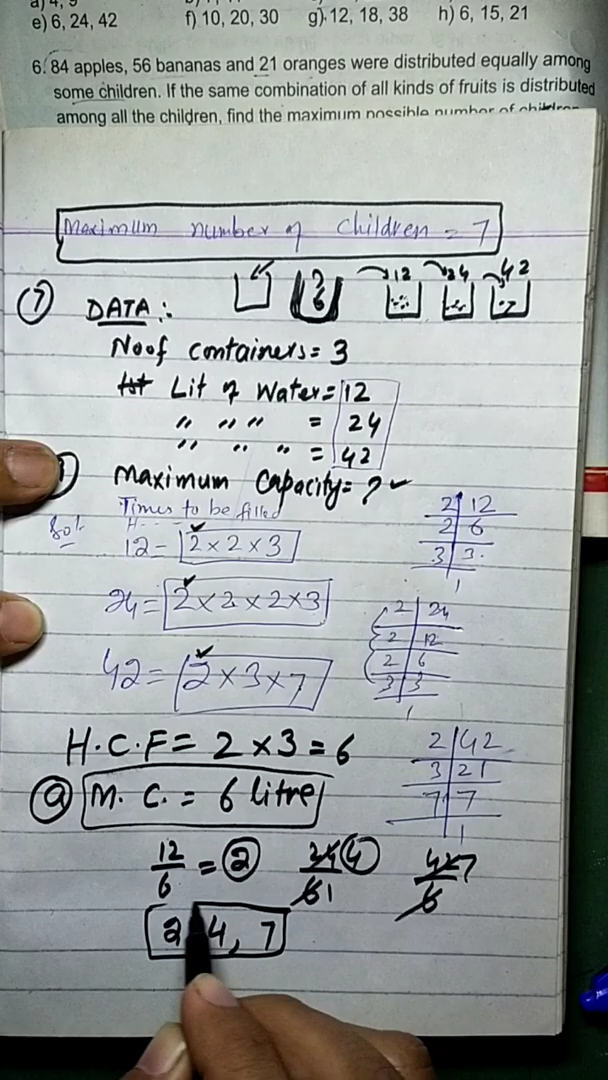 a) 4, 9
e) 6, 24, 42 f) 10, 20, 30 g) 12, 18, 38 h) 6, 15, 21
6. 84 apples, 56 bananas and 21 oranges were distributed equally among
some children. If the same combination of all kinds of fruits is distributed
among all the children, find the maximum possible number of children
Maximum number of Children = 7
? 6 12 24 42
7 DATA:
No of containers = 3
Lit of Water = 12
" " " " = 24
" " " " = 42
Maximum Capacity = ?
Times to be filled
Sol.
12 = 2 × 2 × 3
24 = 2 × 2 × 2 × 3
42 = 2 × 3 × 7
2 12
2 6
3 3
1
2 24
2 12
2 6
3 3
1
H.C.F = 2 × 3 = 6
a M. C. = 6 litre
2 42
3 21
7 7
1
12/6 = 2 24/6 4 1 42/6 7
2 4, 7